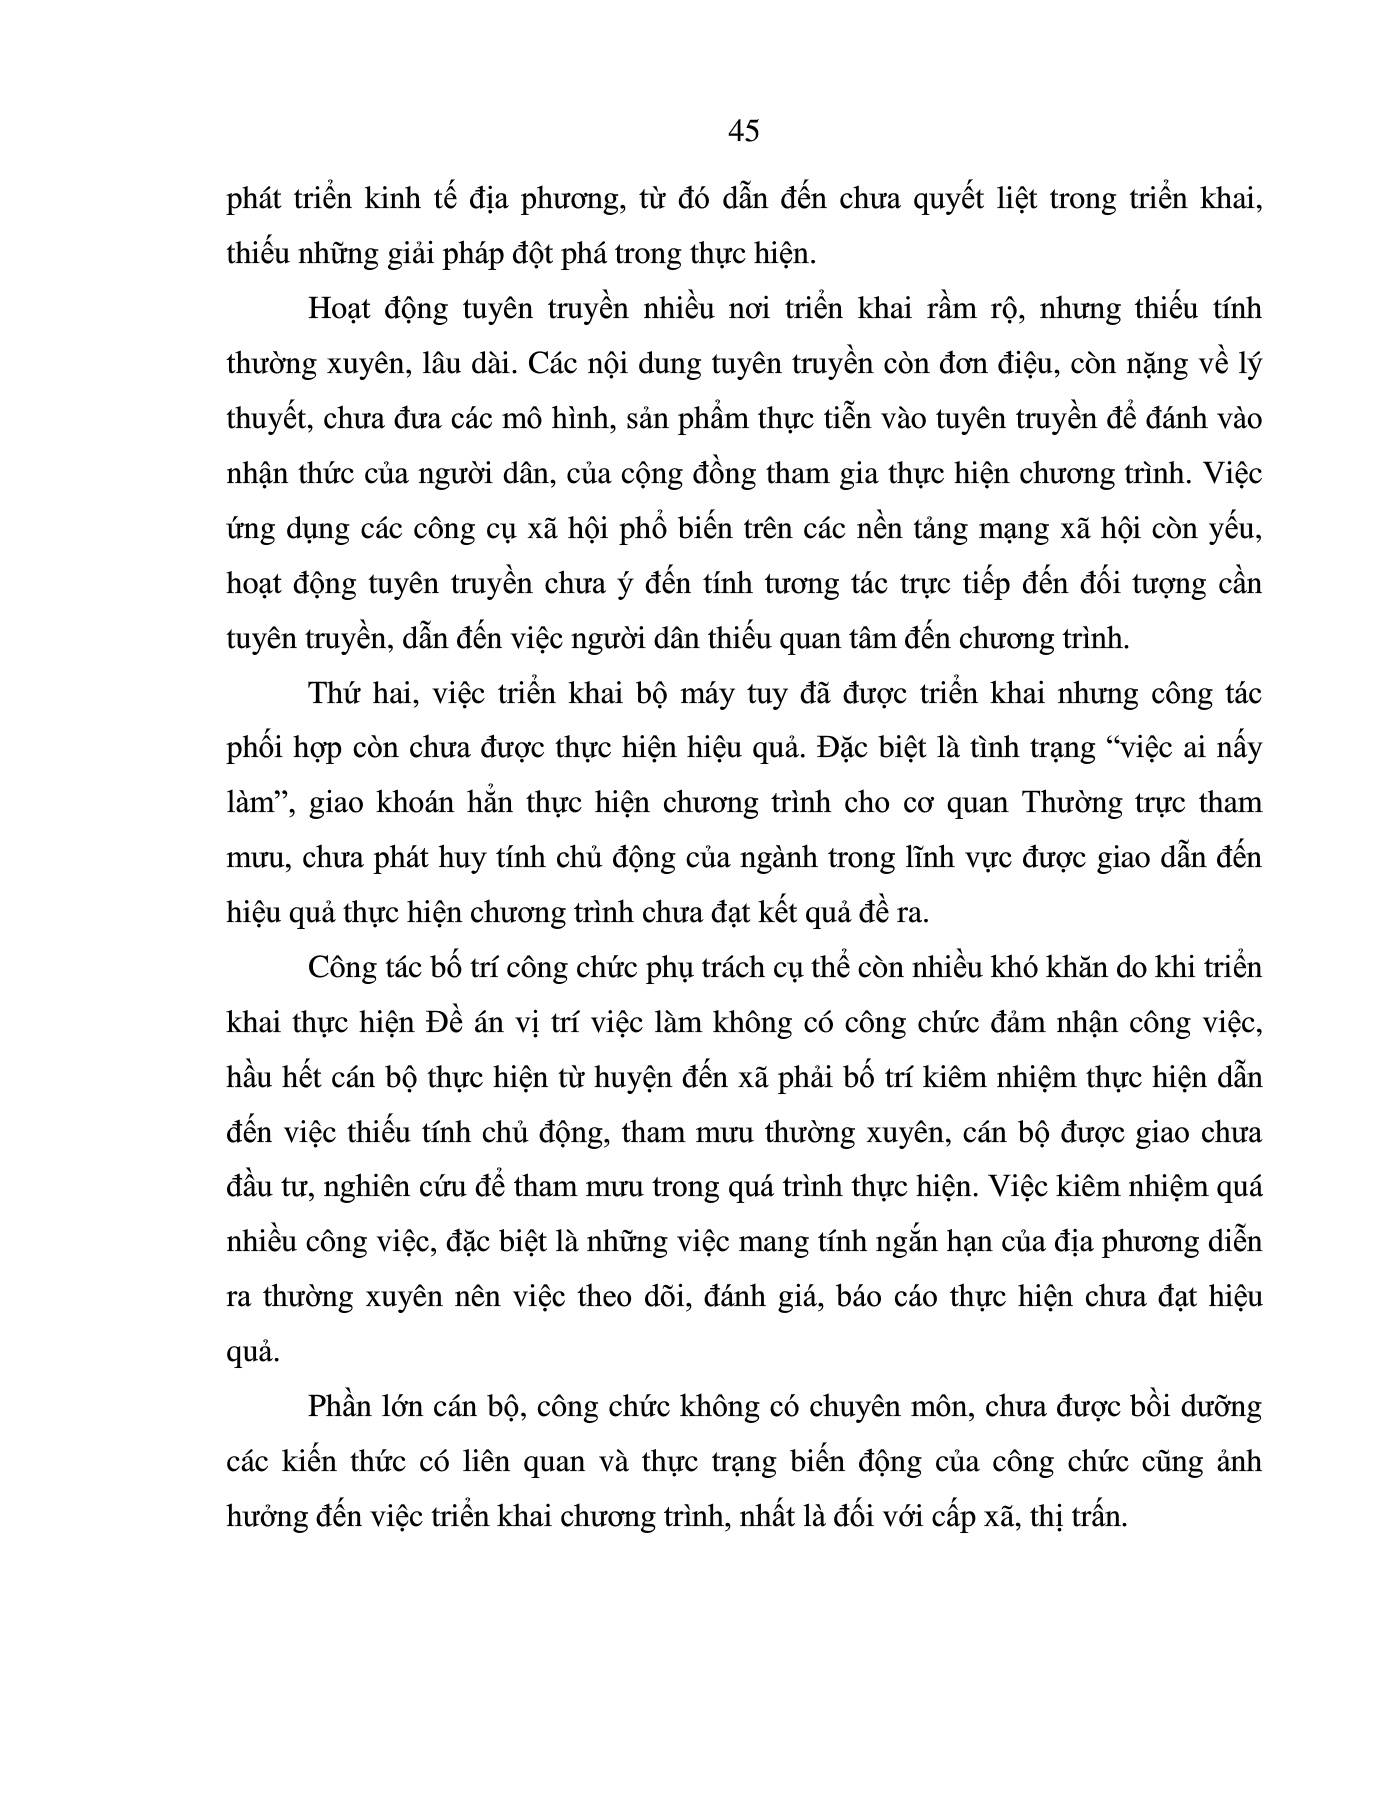 45
phát triển kinh tế địa phương, từ đó dẫn đến chưa quyết liệt trong triển khai,
thiếu những giải pháp đột phá trong thực hiện.
Hoạt động tuyên truyền nhiều nơi triển khai rầm rộ, nhưng thiếu tính
thường xuyên, lâu dài. Các nội dung tuyên truyền còn đơn điệu, còn nặng về lý
thuyết, chưa đưa các mô hình, sản phẩm thực tiễn vào tuyên truyền để đánh vào
nhận thức của người dân, của cộng đồng tham gia thực hiện chương trình. Việc
ứng dụng các công cụ xã hội phổ biến trên các nền tảng mạng xã hội còn yếu,
hoạt động tuyên truyền chưa ý đến tính tương tác trực tiếp đến đối tượng cần
tuyên truyền, dẫn đến việc người dân thiếu quan tâm đến chương trình.
Thứ hai, việc triển khai bộ máy tuy đã được triển khai nhưng công tác
phối hợp còn chưa được thực hiện hiệu quả. Đặc biệt là tình trạng “việc ai nấy
làm”, giao khoán hẳn thực hiện chương trình cho cơ quan Thường trực tham
mưu, chưa phát huy tính chủ động của ngành trong lĩnh vực được giao dẫn đến
hiệu quả thực hiện chương trình chưa đạt kết quả đề ra.
Công tác bố trí công chức phụ trách cụ thể còn nhiều khó khăn do khi triển
khai thực hiện Đề án vị trí việc làm không có công chức đảm nhận công việc,
hầu hết cán bộ thực hiện từ huyện đến xã phải bố trí kiêm nhiệm thực hiện dẫn
đến việc thiếu tính chủ động, tham mưu thường xuyên, cán bộ được giao chưa
đầu tư, nghiên cứu để tham mưu trong quá trình thực hiện. Việc kiêm nhiệm quá
nhiều công việc, đặc biệt là những việc mang tính ngắn hạn của địa phương diễn
ra thường xuyên nên việc theo dõi, đánh giá, báo cáo thực hiện chưa đạt hiệu
quả.
Phần lớn cán bộ, công chức không có chuyên môn, chưa được bồi dưỡng
các kiến thức có liên quan và thực trạng biến động của công chức cũng ảnh
hưởng đến việc triển khai chương trình, nhất là đối với cấp xã, thị trấn.